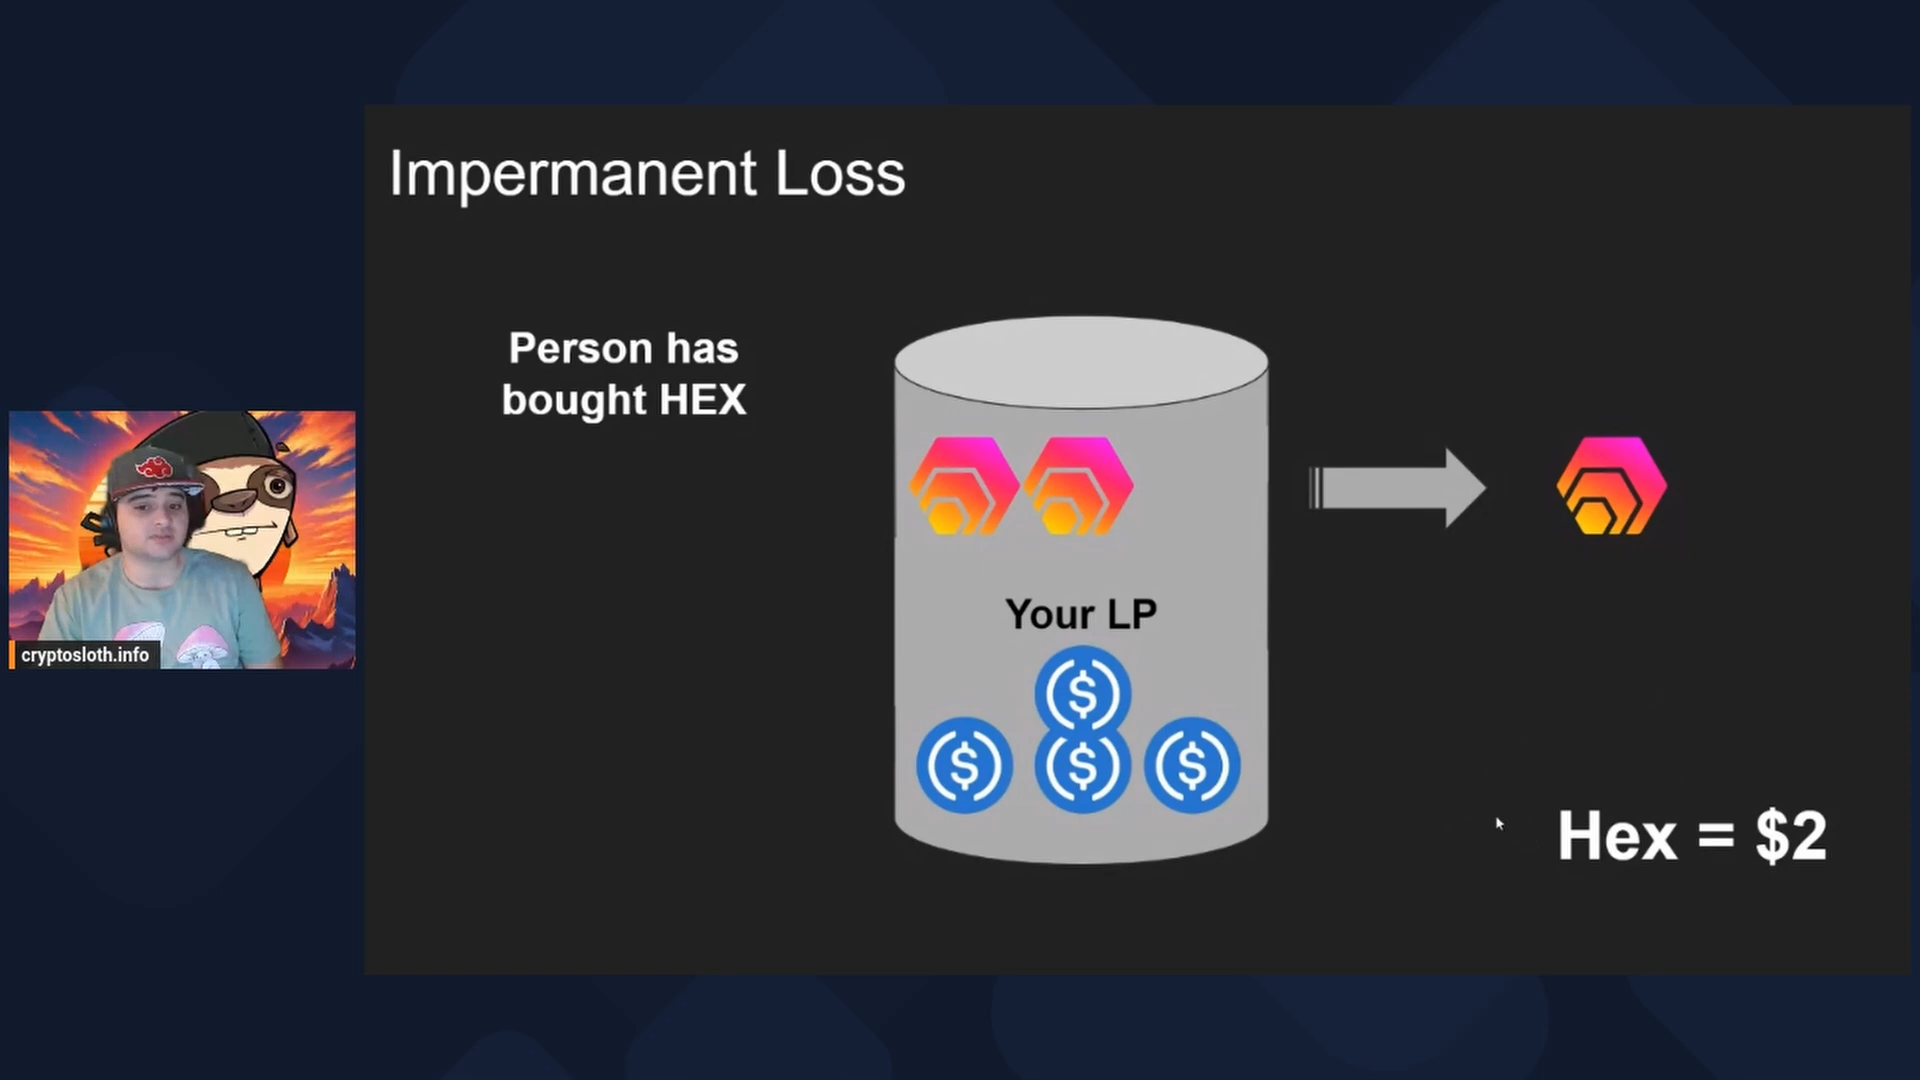 Impermanent Loss
Person has
bought HEX
Your LP
$
$ $ $
Hex = $2
cryptosloth.info